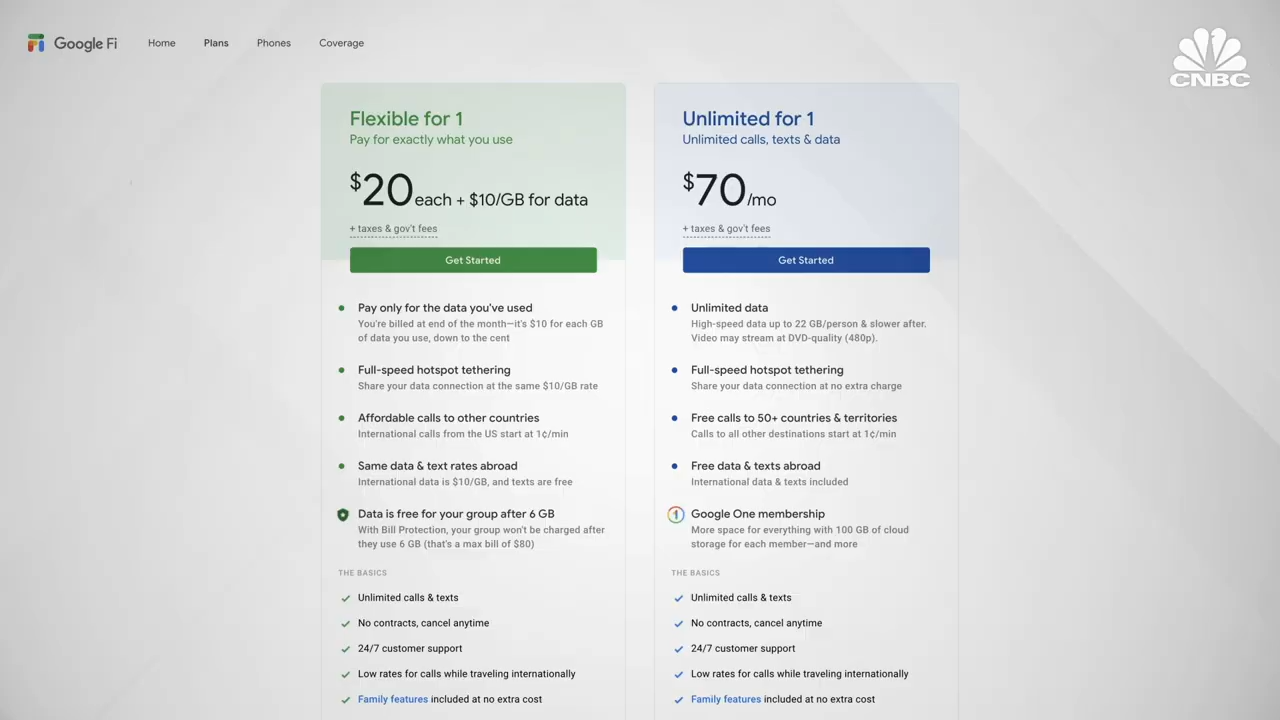 Google Fi Home Plans Phones Coverage
CNBC
Flexible for 1
Pay for exactly what you use
$20 each + $10/GB for data
+ taxes & gov't fees
Get Started
Pay only for the data you've used
You're billed at end of the month—it's $10 for each GB
of data you use, down to the cent
Full-speed hotspot tethering
Share your data connection at the same $10/GB rate
Affordable calls to other countries
International calls from the US start at 1¢/min
Same data & text rates abroad
International data is $10/GB, and texts are free
Data is free for your group after 6 GB
With Bill Protection, your group won't be charged after
they use 6 GB (that's a max bill of $80)
THE BASICS
Unlimited calls & texts
No contracts, cancel anytime
24/7 customer support
Low rates for calls while traveling internationally
Family features included at no extra cost
Unlimited for 1
Unlimited calls, texts & data
$70/mo
+ taxes & gov't fees
Get Started
Unlimited data
High-speed data up to 22 GB/person & slower after.
Video may stream at DVD-quality (480p).
Full-speed hotspot tethering
Share your data connection at no extra charge
Free calls to 50+ countries & territories
Calls to all other destinations start at 1¢/min
Free data & texts abroad
International data & texts included
Google One membership
More space for everything with 100 GB of cloud
storage for each member—and more
THE BASICS
Unlimited calls & texts
No contracts, cancel anytime
24/7 customer support
Low rates for calls while traveling internationally
Family features included at no extra cost